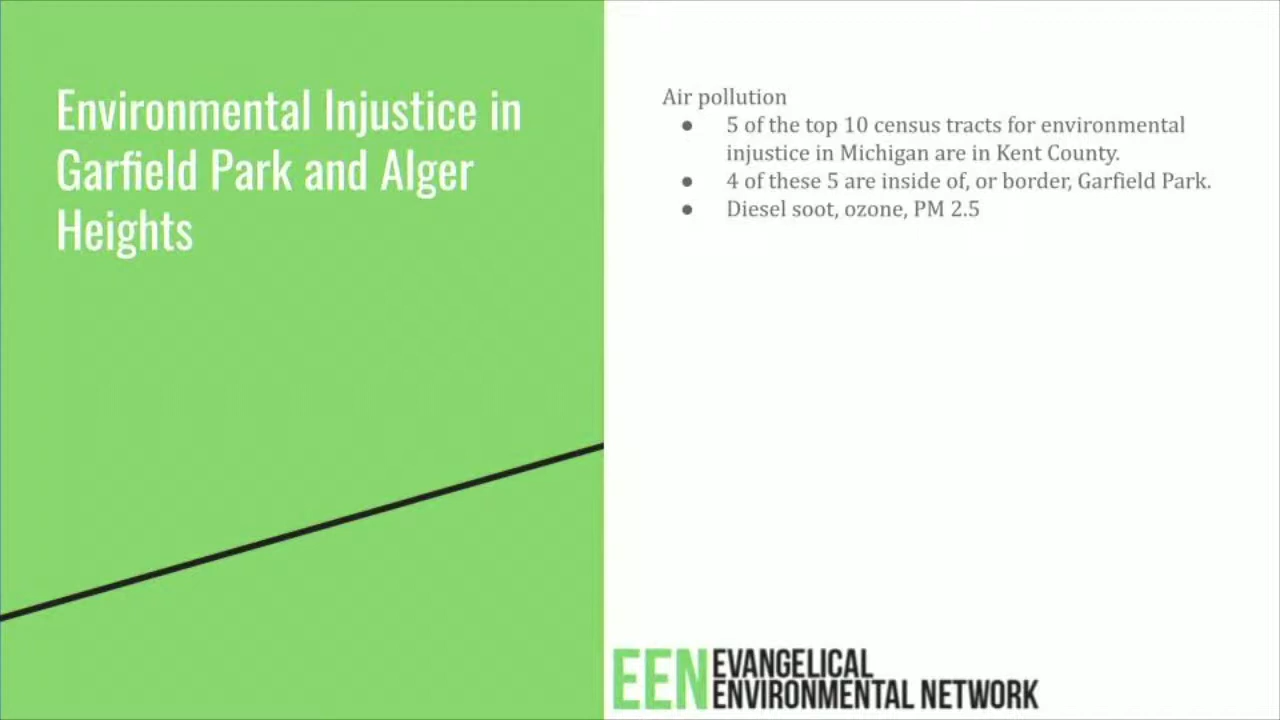 Environmental Injustice in
Garfield Park and Alger
Heights
Air pollution
● 5 of the top 10 census tracts for environmental
injustice in Michigan are in Kent County.
● 4 of these 5 are inside of, or border, Garfield Park.
● Diesel soot, ozone, PM 2.5
EEN EVANGELICAL
ENVIRONMENTAL NETWORK